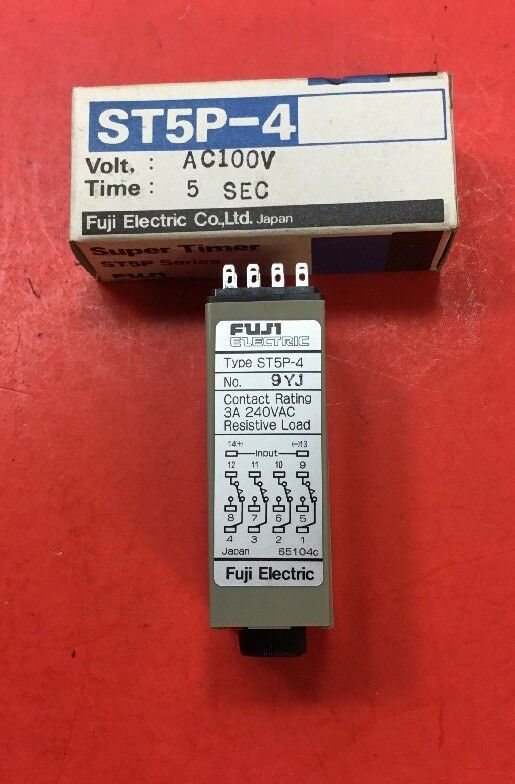 ST5P-4
Volt, : AC100V
Time : 5 SEC
Fuji Electric Co.,Ltd. Japan
Super Timer
ST5P Series
FUJI
FUJI
ELECTRIC
Type ST5P-4
No. 9YJ
Contact Rating
3A 240VAC
Resistive Load
14(+) (-)13
Input
12 11 10 9
8 7 6 5
4 3 2 1
Japan 65104c
Fuji Electric